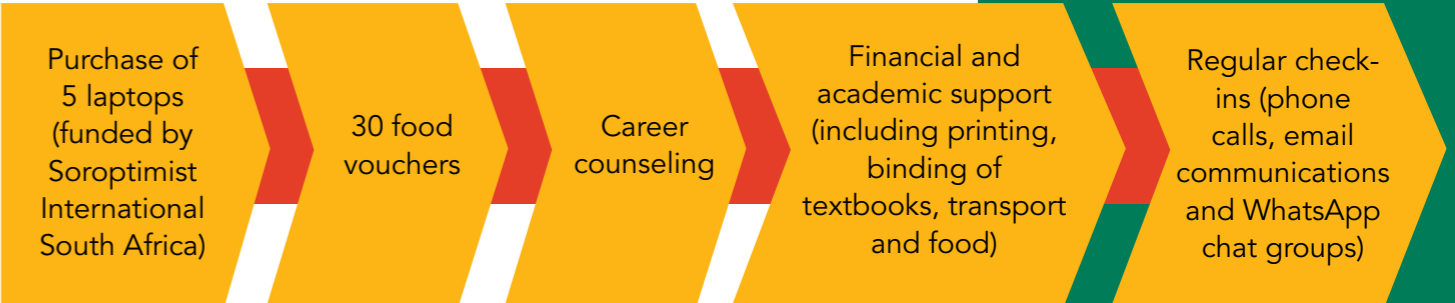 Purchase of
5 laptops
(funded by
Soroptimist
International
South Africa)
30 food
vouchers
Career
counseling
Financial and
academic support
(including printing,
binding of
textbooks, transport
and food)
Regular check-
ins (phone
calls, email
communications
and WhatsApp
chat groups)